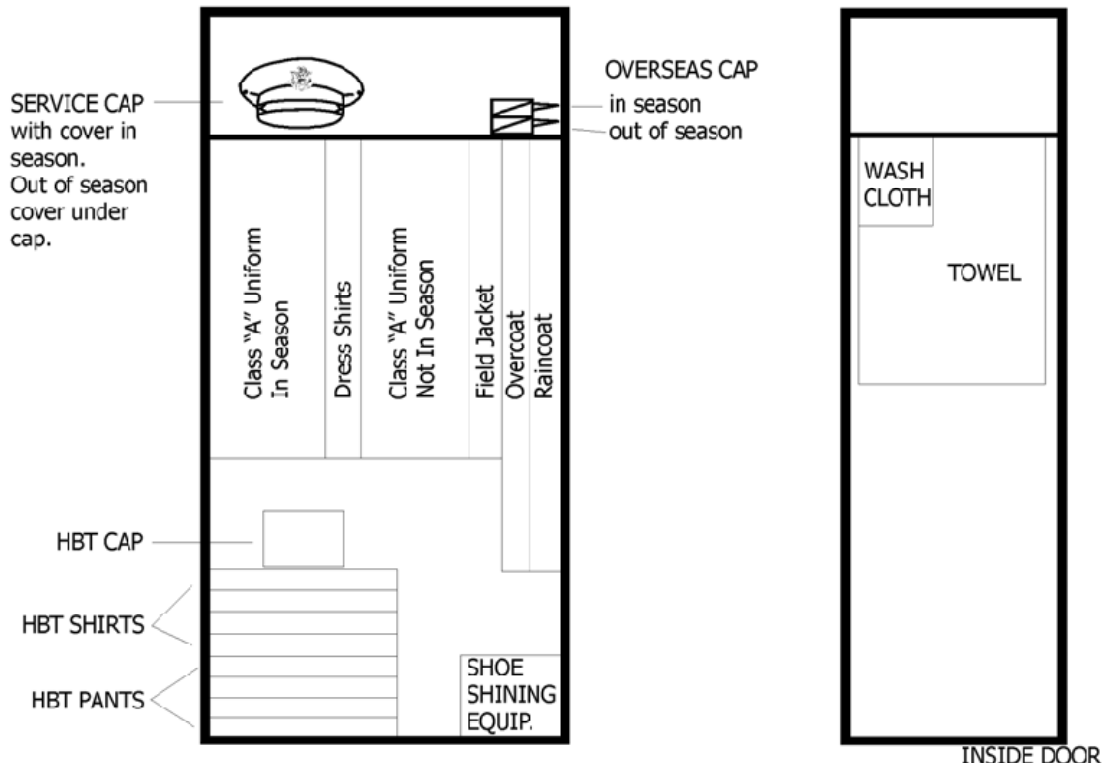 SERVICE CAP
with cover in
season.
Out of season
cover under
cap.
OVERSEAS CAP
in season
out of season
Class “A” Uniform
In Season
Dress Shirts
Class “A” Uniform
Not In Season
Field Jacket
Overcoat
Raincoat
HBT CAP
HBT SHIRTS
HBT PANTS
SHOE
SHINING
EQUIP.
WASH
CLOTH
TOWEL
INSIDE DOOR